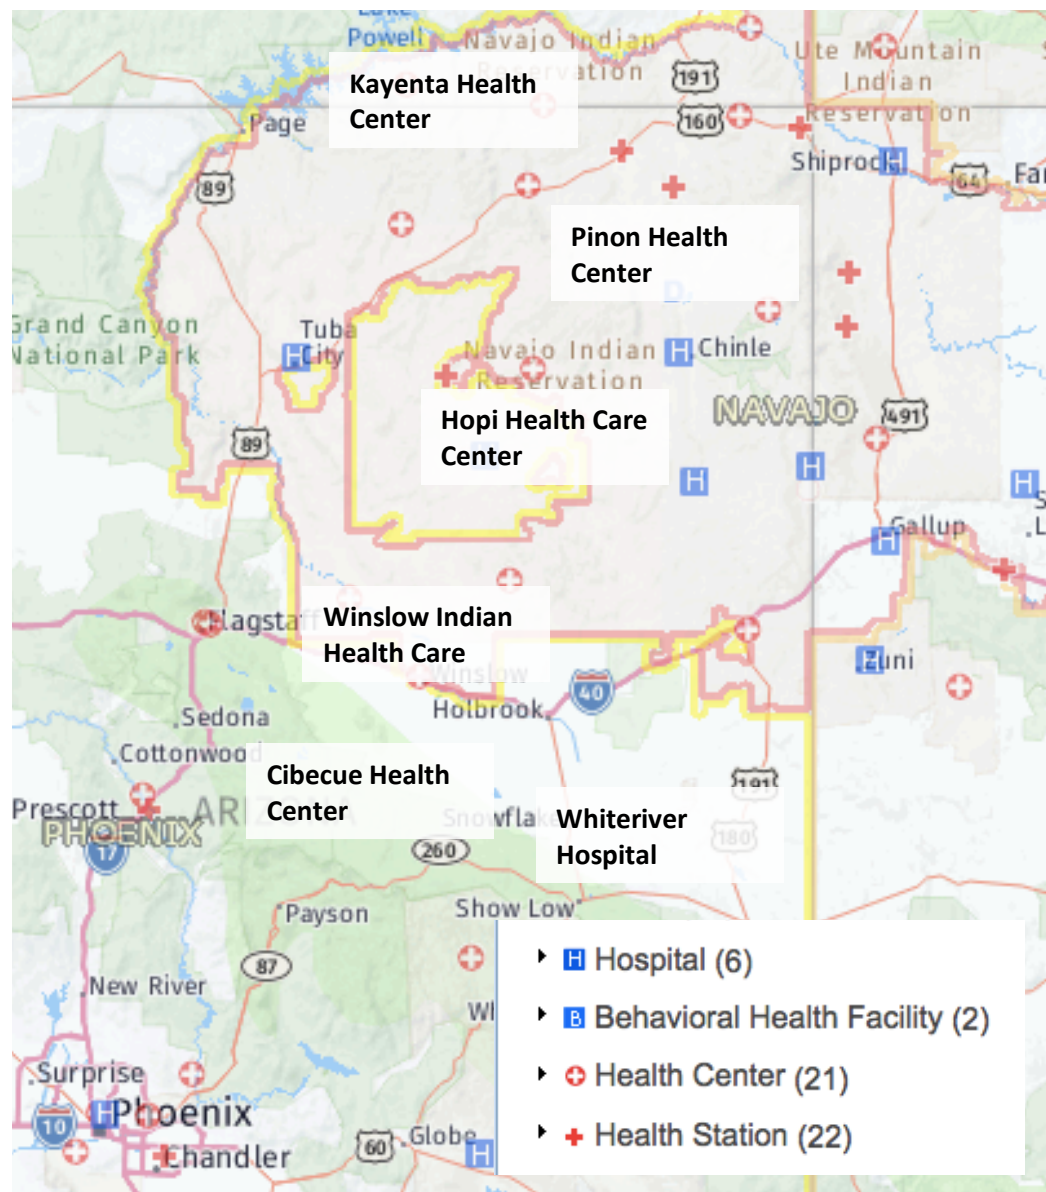 Lake
Powell
Navajo Indian
Reservation
191
Ute Mountain
Indian
Reservation
Kayenta Health
Center
Page
160
89
Shiprock
64
Pinon Health
Center
Grand Canyon
National Park
Tuba
City
H
Navajo Indian
Reservation
H
Chinle
Hopi Health Care
Center
NAVAJO
491
89
H
H
H
Gallup
H
Flagstaff
Winslow Indian
Health Care
Winslow
40
H
Zuni
Holbrook
Sedona
Cottonwood
Cibecue Health
Center
191
Prescott
ARIZONA
PHOENIX
17
Snowflake
Whiteriver
Hospital
180
260
Payson
Show Low
87
New River
Surprise
10
H
Phoenix
Chandler
60
Globe
H
H Hospital (6)
B Behavioral Health Facility (2)
Health Center (21)
Health Station (22)